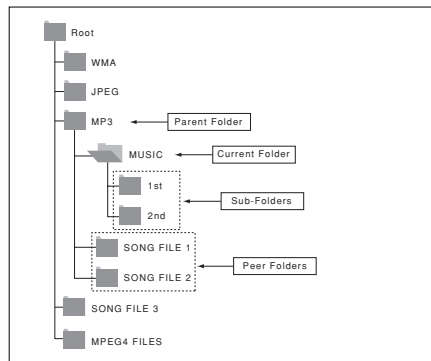 Root
WMA
JPEG
MP3 Parent Folder
MUSIC Current Folder
1st
Sub-Folders
2nd
SONG FILE 1
Peer Folders
SONG FILE 2
SONG FILE 3
MPEG4 FILES